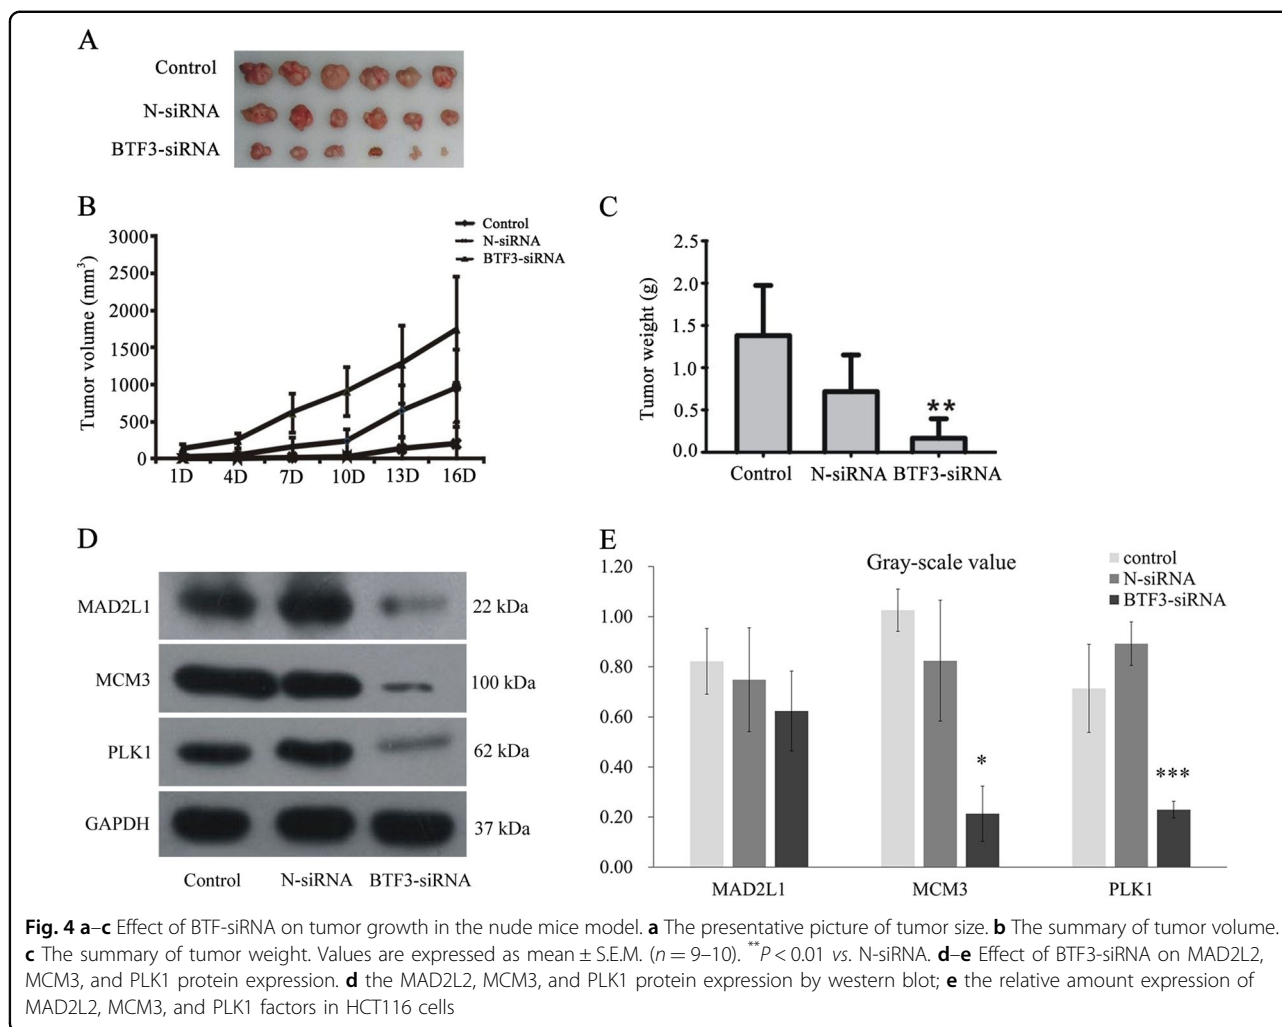 A
Control
N-siRNA
BTF3-siRNA
B
Control
N-siRNA
BTF3-siRNA
Tumor volume (mm³)
3000
2500
2000
1500
1000
500
0
1D 4D 7D 10D 13D 16D
C
Tumor weight (g)
2.5
2.0
1.5
1.0
0.5
0.0
**
Control N-siRNA BTF3-siRNA
D
MAD2L1 22 kDa
MCM3 100 kDa
PLK1 62 kDa
GAPDH 37 kDa
Control N-siRNA BTF3-siRNA
E
Gray-scale value
control
N-siRNA
BTF3-siRNA
1.20
1.00
0.80
0.60
0.40
0.20
0.00
*
***
MAD2L1 MCM3 PLK1
Fig. 4 a–c Effect of BTF-siRNA on tumor growth in the nude mice model. a The presentative picture of tumor size. b The summary of tumor volume.
c The summary of tumor weight. Values are expressed as mean ± S.E.M. (n = 9–10). **P < 0.01 vs. N-siRNA. d–e Effect of BTF3-siRNA on MAD2L2,
MCM3, and PLK1 protein expression. d the MAD2L2, MCM3, and PLK1 protein expression by western blot; e the relative amount expression of
MAD2L2, MCM3, and PLK1 factors in HCT116 cells